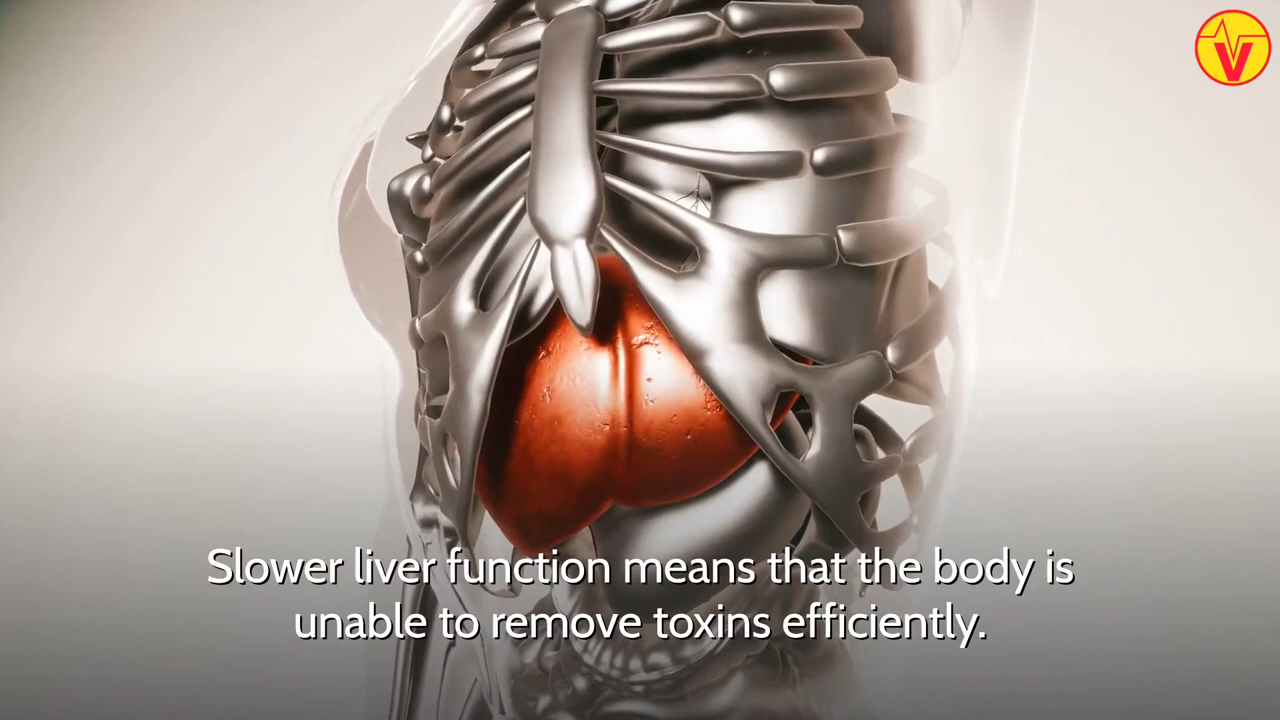 V
Slower liver function means that the body is
unable to remove toxins efficiently.